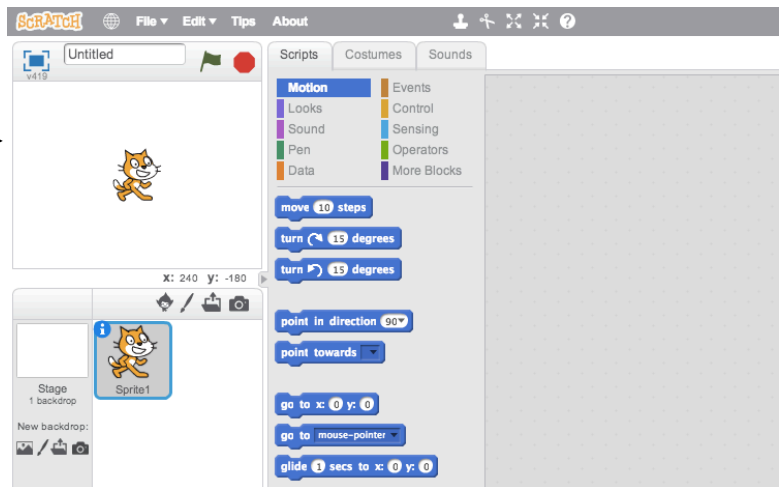 SCRATCH File Edit Tips About
v419 Untitled
Scripts Costumes Sounds
Motion Events
Looks Control
Sound Sensing
Pen Operators
Data More Blocks
move 10 steps
turn 15 degrees
turn 15 degrees
point in direction 90
point towards
go to x: 0 y: 0
go to mouse-pointer
glide 1 secs to x: 0 y: 0
x: 240 y: -180
Stage
1 backdrop
Sprite1
New backdrop: